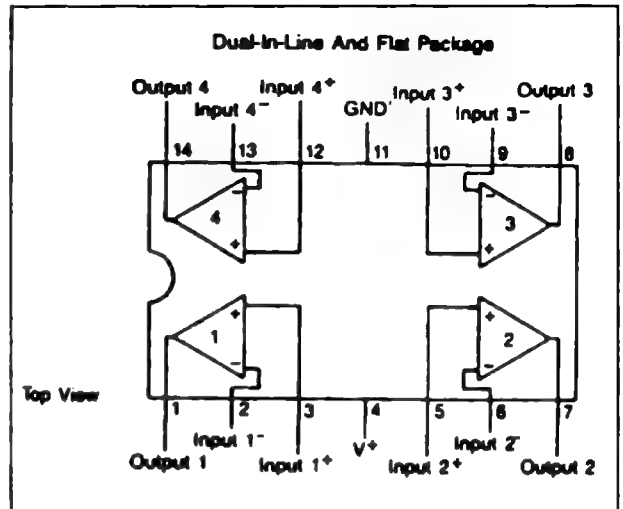 Dual-In-Line And Flat Package
Output 4 Input 4+ Input 3+ Output 3
Input 4- GND' Input 3-
14 13 12 11 10 9 8
- -
4 3
+ +
+ +
1 2
- -
Top View
1 2 3 4 5 6 7
Input 1- V+ Input 2-
Output 1 Input 1+ Input 2+ Output 2